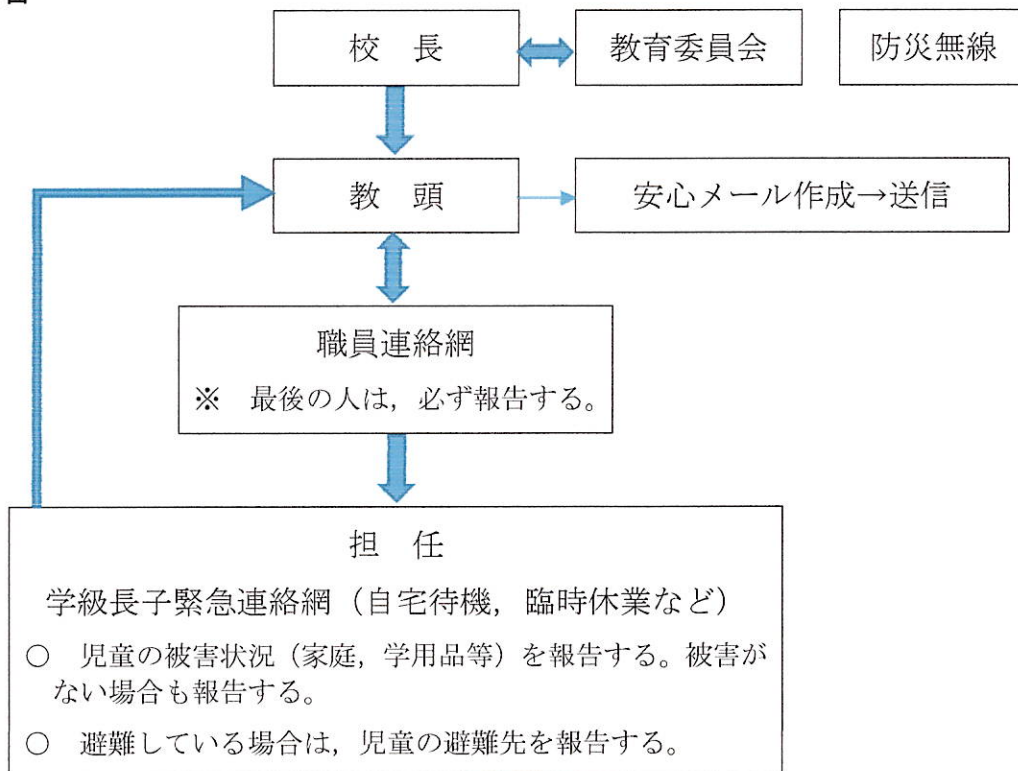 校　長
教育委員会
防災無線
教　頭
安心メール作成→送信
職員連絡網
※　最後の人は，必ず報告する。
担　任
学級長子緊急連絡網（自宅待機，臨時休業など）
○　児童の被害状況（家庭，学用品等）を報告する。被害が
ない場合も報告する。
○　避難している場合は，児童の避難先を報告する。